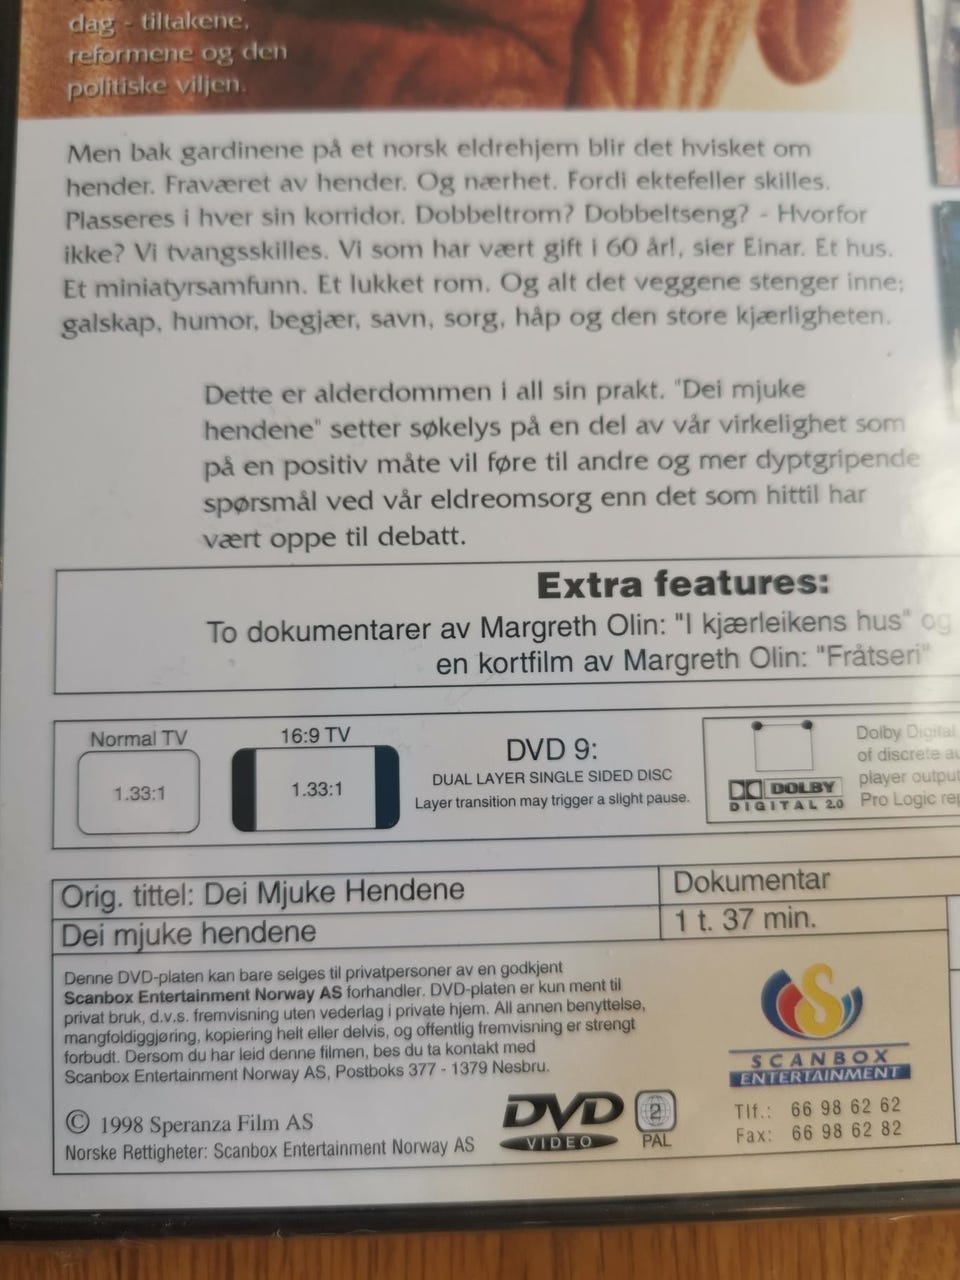 dag - tiltakene,
reformene og den
politiske viljen.
Men bak gardinene på et norsk eldrehjem blir det hvisket om
hender. Fraværet av hender. Og nærhet. Fordi ektefeller skilles.
Plasseres i hver sin korridor. Dobbeltrom? Dobbeltseng? - Hvorfor
ikke? Vi tvangsskilles. Vi som har vært gift i 60 år!, sier Einar. Et hus.
Et miniatyrsamfunn. Et lukket rom. Og alt det veggene stenger inne;
galskap, humor, begjær, savn, sorg, håp og den store kjærligheten.
Dette er alderdommen i all sin prakt. "Dei mjuke
hendene" setter søkelys på en del av vår virkelighet som
på en positiv måte vil føre til andre og mer dyptgripende
spørsmål ved vår eldreomsorg enn det som hittil har
vært oppe til debatt.
Extra features:
To dokumentarer av Margreth Olin: "I kjærleikens hus" og
en kortfilm av Margreth Olin: "Fråtseri"
Normal TV
1.33:1
16:9 TV
1.33:1
DVD 9:
DUAL LAYER SINGLE SIDED DISC
Layer transition may trigger a slight pause.
DOLBY
DIGITAL 2.0
Dolby Digital
of discrete
player output
Pro Logic
Orig. tittel: Dei Mjuke Hendene
Dokumentar
Dei mjuke hendene
1 t. 37 min.
Denne DVD-platen kan bare selges til privatpersoner av en godkjent
Scanbox Entertainment Norway AS forhandler. DVD-platen er kun ment til
privat bruk, d.v.s. fremvisning uten vederlag i private hjem. All annen benyttelse,
mangfoldiggjøring, kopiering helt eller delvis, og offentlig fremvisning er strengt
forbudt. Dersom du har leid denne filmen, bes du ta kontakt med
Scanbox Entertainment Norway AS, Postboks 377 - 1379 Nesbru.
© 1998 Speranza Film AS
Norske Rettigheter: Scanbox Entertainment Norway AS
DVD
VIDEO
2
PAL
S
SCANBOX
ENTERTAINMENT
Tlf.: 66 98 62 62
Fax: 66 98 62 82